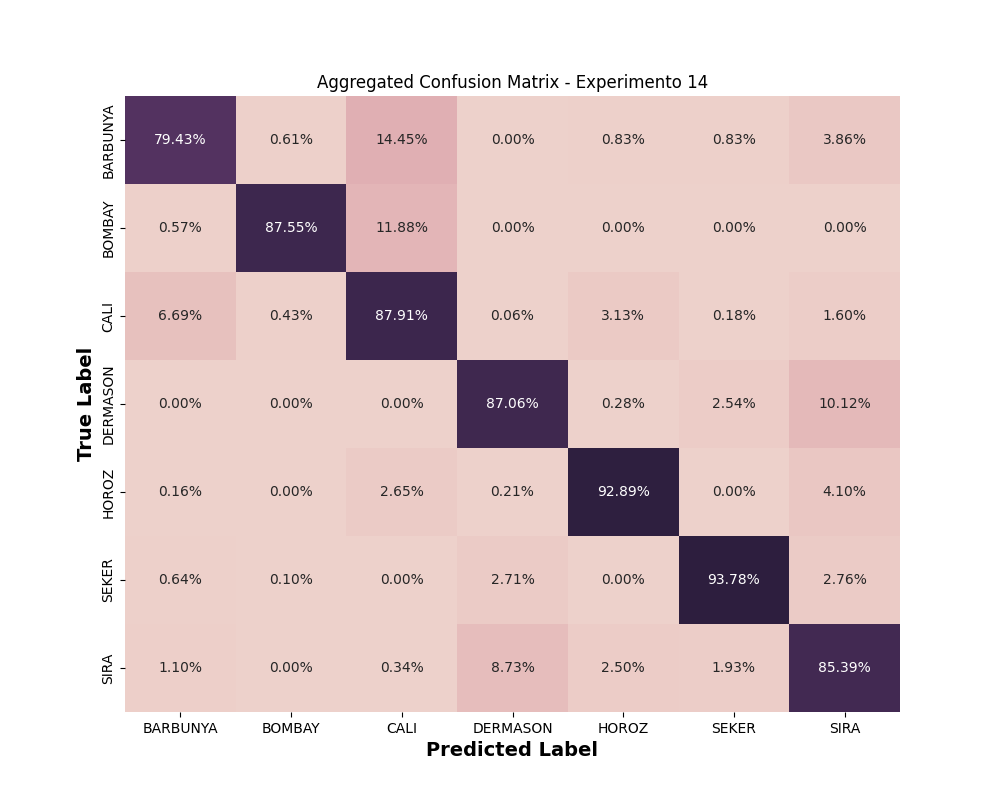 Aggregated Confusion Matrix - Experimento 14
True Label
BARBUNYA 79.43% 0.61% 14.45% 0.00% 0.83% 0.83% 3.86%
BOMBAY 0.57% 87.55% 11.88% 0.00% 0.00% 0.00% 0.00%
CALI 6.69% 0.43% 87.91% 0.06% 3.13% 0.18% 1.60%
DERMASON 0.00% 0.00% 0.00% 87.06% 0.28% 2.54% 10.12%
HOROZ 0.16% 0.00% 2.65% 0.21% 92.89% 0.00% 4.10%
SEKER 0.64% 0.10% 0.00% 2.71% 0.00% 93.78% 2.76%
SIRA 1.10% 0.00% 0.34% 8.73% 2.50% 1.93% 85.39%
BARBUNYA BOMBAY CALI DERMASON HOROZ SEKER SIRA
Predicted Label